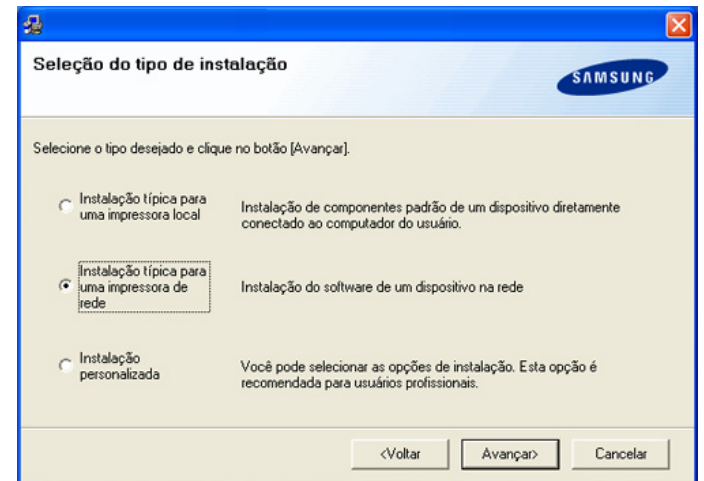 Seleção do tipo de instalação
SAMSUNG
Selecione o tipo desejado e clique no botão [Avançar].
Instalação típica para
uma impressora local
Instalação de componentes padrão de um dispositivo diretamente
conectado ao computador do usuário.
Instalação típica para
uma impressora de
rede
Instalação do software de um dispositivo na rede
Instalação
personalizada
Você pode selecionar as opções de instalação. Esta opção é
recomendada para usuários profissionais.
<Voltar
Avançar>
Cancelar